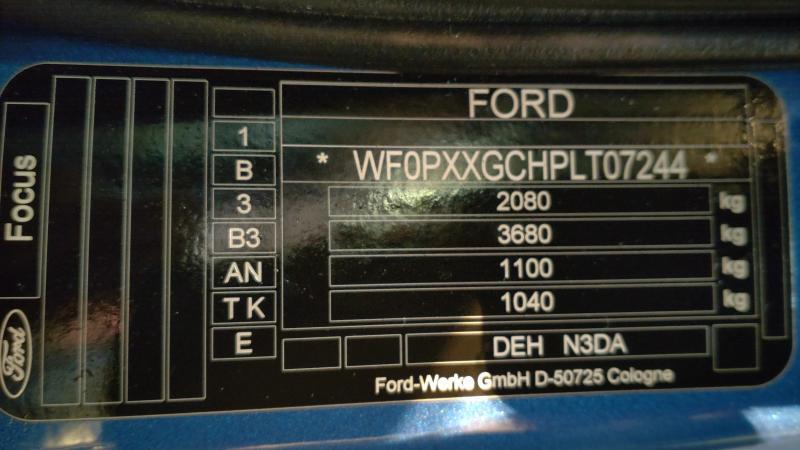 FORD
1
B
* WF0PXXGCHPLT07244 *
3
2080 kg
B3
3680 kg
AN
1100 kg
TK
1040 kg
E
DEH N3DA
Ford-Werke GmbH D-50725 Cologne
Focus
Ford